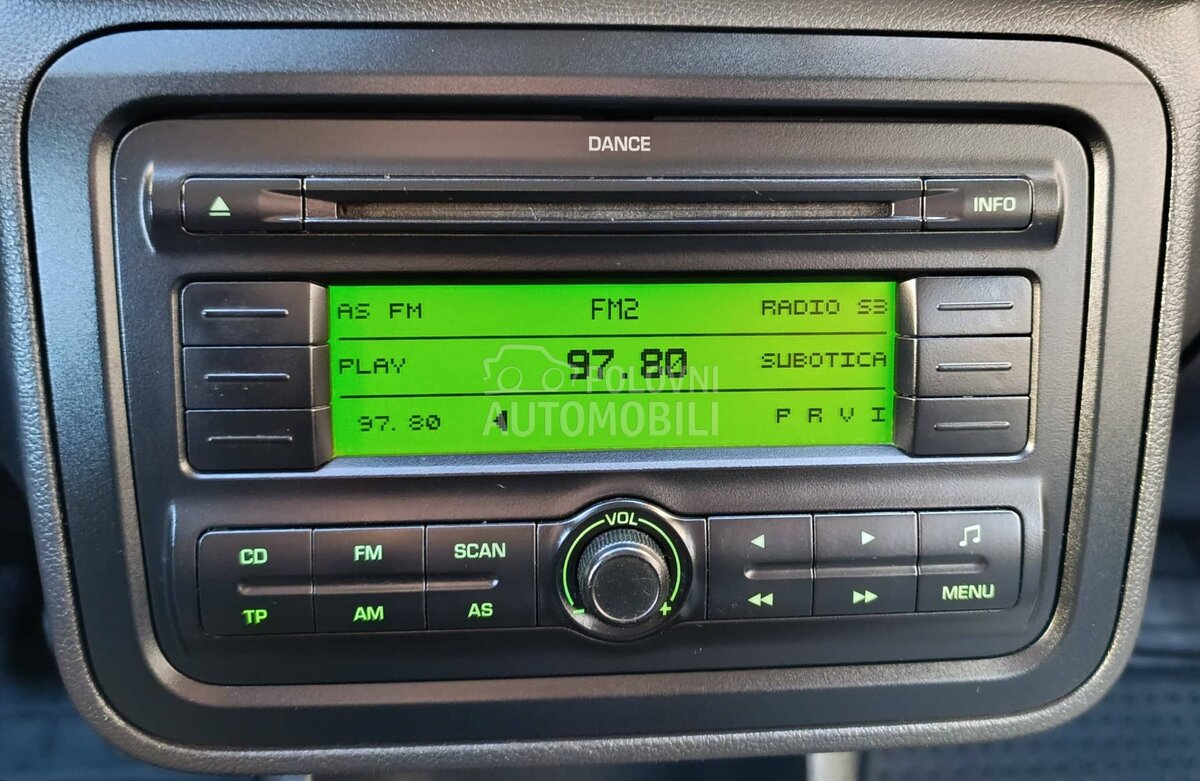 DANCE
INFO
AS FM FM2 RADIO S3
PLAY 97.80 SUBOTICA
97.80 P R V I
POLOVNI
AUTOMOBILI
VOL
- +
CD FM SCAN
TP AM AS
MENU